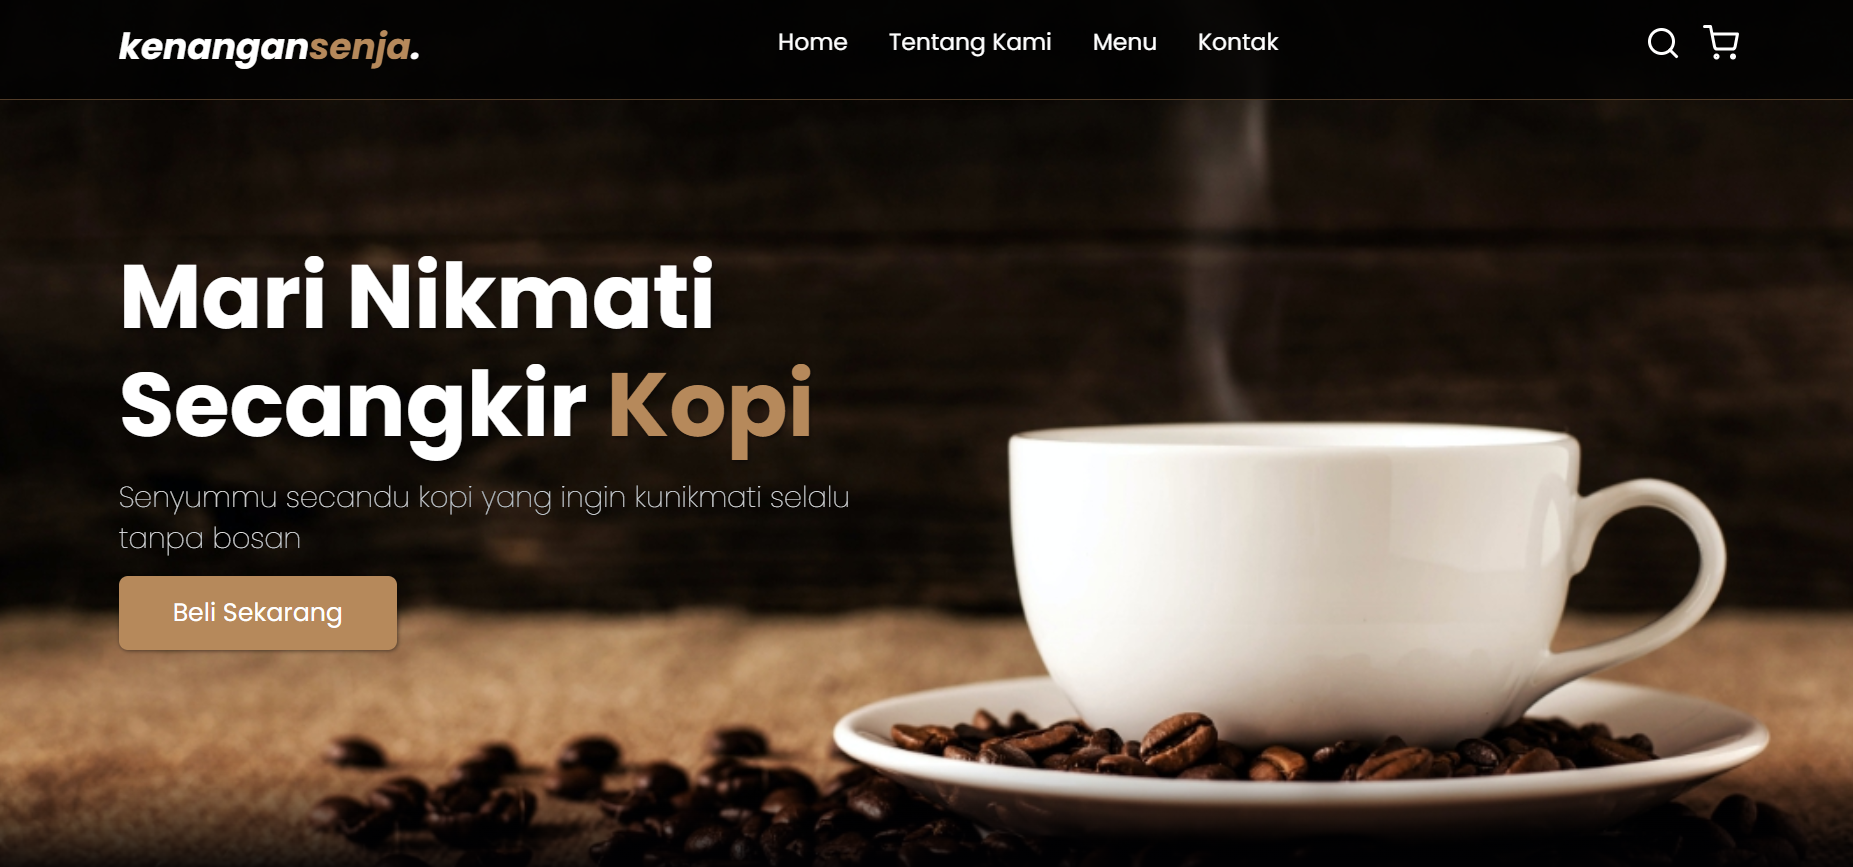 kenangansenja.
Home Tentang Kami Menu Kontak
Mari Nikmati
Secangkir Kopi
Senyummu secandu kopi yang ingin kunikmati selalu
tanpa bosan
Beli Sekarang